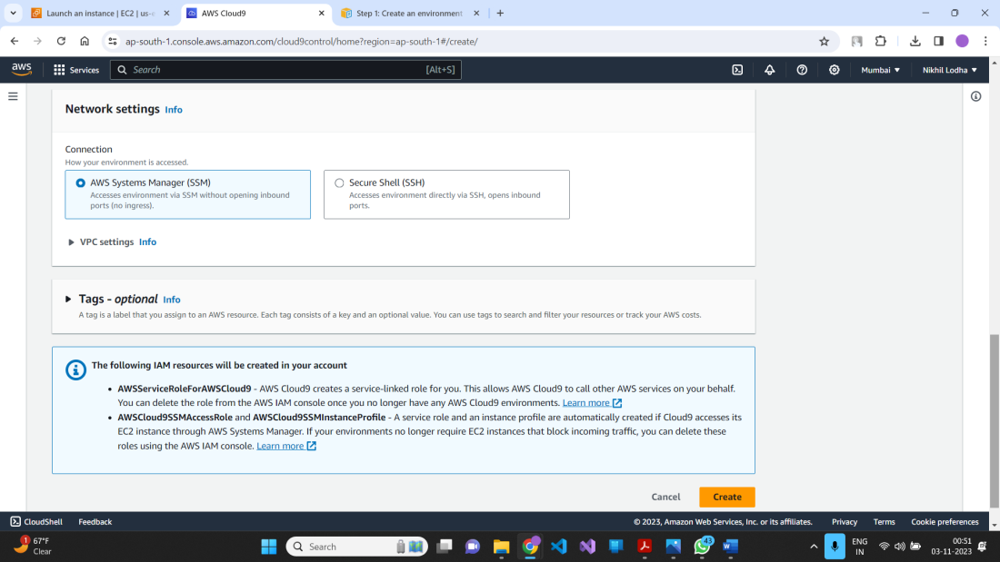 Launch an instance | EC2 | us-e
AWS Cloud9
Step 1: Create an environment
ap-south-1.console.aws.amazon.com/cloud9control/home?region=ap-south-1#/create/
aws
Services
Search
[Alt+S]
Mumbai
Nikhil Lodha
Network settings Info
Connection
How your environment is accessed.
AWS Systems Manager (SSM)
Accesses environment via SSM without opening inbound
ports (no ingress).
Secure Shell (SSH)
Accesses environment directly via SSH, opens inbound
ports.
VPC settings Info
Tags - optional Info
A tag is a label that you assign to an AWS resource. Each tag consists of a key and an optional value. You can use tags to search and filter your resources or track your AWS costs.
The following IAM resources will be created in your account
• AWSServiceRoleForAWSCloud9 - AWS Cloud9 creates a service-linked role for you. This allows AWS Cloud9 to call other AWS services on your behalf.
You can delete the role from the AWS IAM console once you no longer have any AWS Cloud9 environments. Learn more
• AWSCloud9SSMAccessRole and AWSCloud9SSMInstanceProfile - A service role and an instance profile are automatically created if Cloud9 accesses its
EC2 instance through AWS Systems Manager. If your environments no longer require EC2 instances that block incoming traffic, you can delete these
roles using the AWS IAM console. Learn more
Cancel
Create
CloudShell
Feedback
© 2023, Amazon Web Services, Inc. or its affiliates.
Privacy
Terms
Cookie preferences
1
67°F
Clear
Search
43
ENG
IN
00:51
03-11-2023